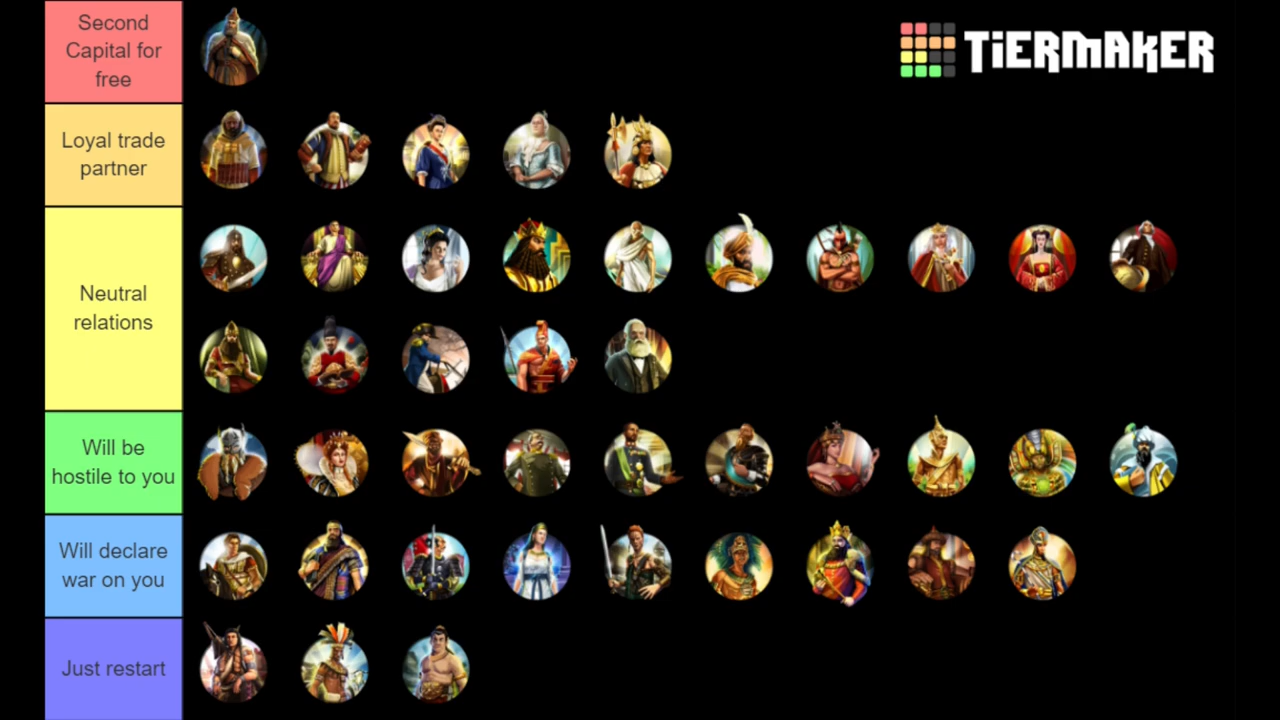 Second
Capital for
free
TiERMAKER
Loyal trade
partner
Neutral
relations
Will be
hostile to you
Will declare
war on you
Just restart